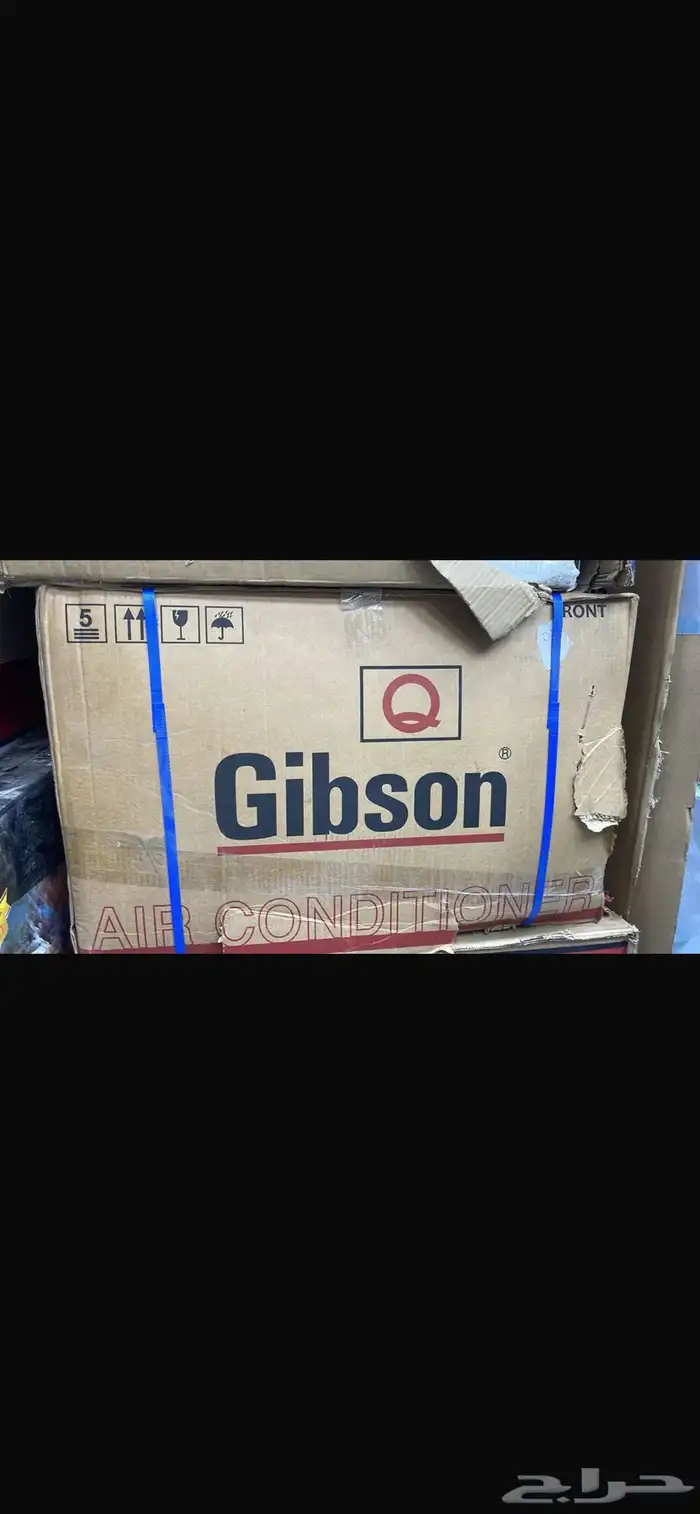 5
RONT
Q
Gibson®
AIR CONDITIONER
حراج